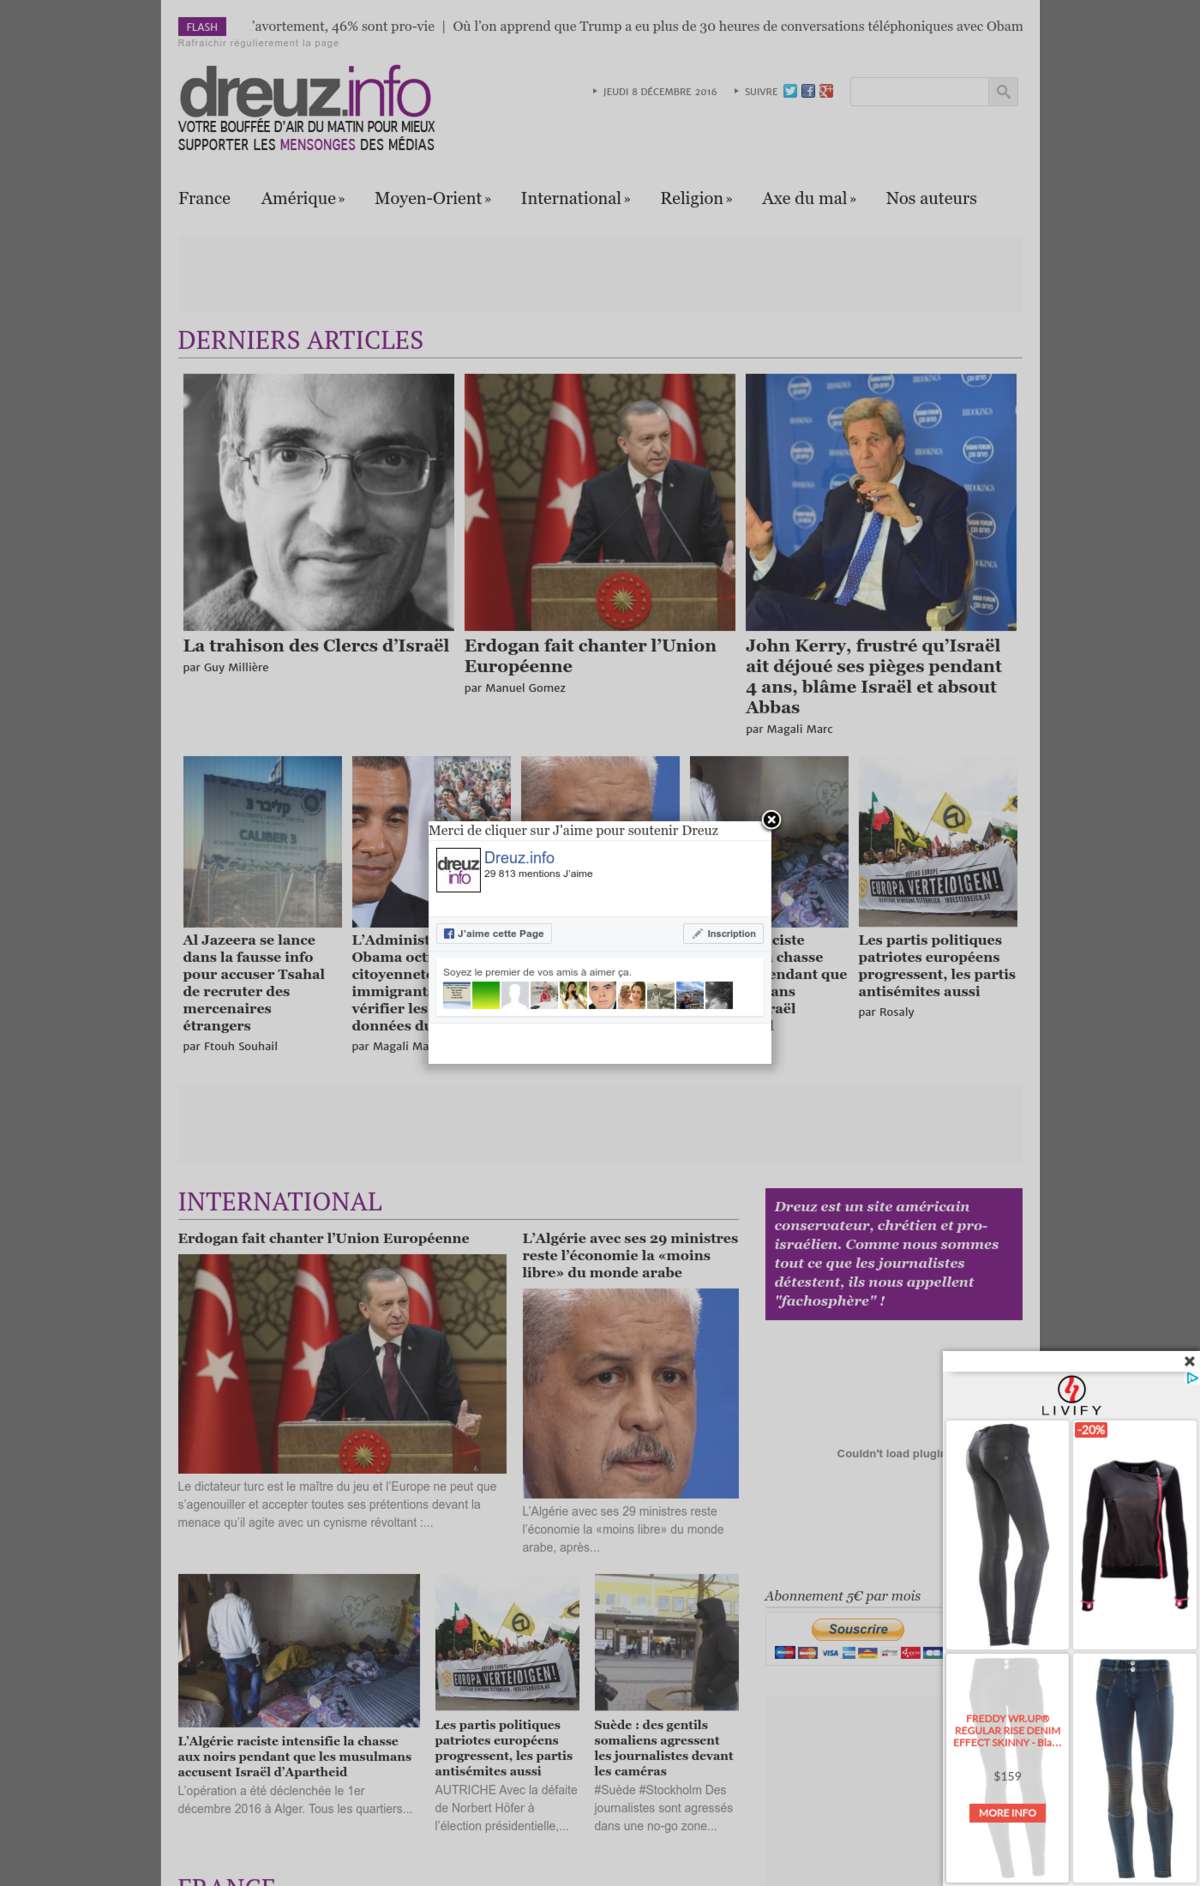 FLASH
'avortement, 46% sont pro-vie | Où l'on apprend que Trump a eu plus de 30 heures de conversations téléphoniques avec Obam
Rafraichir régulierement la page
dreuz.info
VOTRE BOUFFÉE D'AIR DU MATIN POUR MIEUX
SUPPORTER LES MENSONGES DES MÉDIAS
JEUDI 8 DÉCEMBRE 2016
SUIVRE
France
Amérique »
Moyen-Orient »
International »
Religion »
Axe du mal »
Nos auteurs
DERNIERS ARTICLES
BROOKINGS
La trahison des Clercs d'Israël
par Guy Millière
Erdogan fait chanter l'Union
Européenne
par Manuel Gomez
John Kerry, frustré qu'Israël
ait déjoué ses pièges pendant
4 ans, blâme Israël et absout
Abbas
par Magali Marc
קליבר 3
CALIBER 3
EUROPA VERTEIDIGEN!
Al Jazeera se lance
dans la fausse info
pour accuser Tsahal
de recruter des
mercenaires
étrangers
par Ftouh Souhail
L'Administ
Obama oct
citoyennet
immigrant
vérifier les
données du
par Magali Ma
ciste
chasse
endant que
ans
raël
Les partis politiques
patriotes européens
progressent, les partis
antisémites aussi
par Rosaly
Merci de cliquer sur J'aime pour soutenir Dreuz
dreuz
info
Dreuz.info
29 813 mentions J'aime
J'aime cette Page
Inscription
Soyez le premier de vos amis à aimer ça.
INTERNATIONAL
Erdogan fait chanter l'Union Européenne
Le dictateur turc est le maître du jeu et l'Europe ne peut que
s'agenouiller et accepter toutes ses prétentions devant la
menace qu'il agite avec un cynisme révoltant :...
L'Algérie avec ses 29 ministres
reste l'économie la «moins
libre» du monde arabe
L'Algérie avec ses 29 ministres reste
l'économie la «moins libre» du monde
arabe, après...
Dreuz est un site américain
conservateur, chrétien et pro-
israélien. Comme nous sommes
tout ce que les journalistes
détestent, ils nous appellent
"fachosphère" !
Couldn't load plugin
Abonnement 5€ par mois
Souscrire
VISA
EUROPA VERTEIDIGEN!
L'Algérie raciste intensifie la chasse
aux noirs pendant que les musulmans
accusent Israël d'Apartheid
L'opération a été déclenchée le 1er
décembre 2016 à Alger. Tous les quartiers...
Les partis politiques
patriotes européens
progressent, les partis
antisémites aussi
AUTRICHE Avec la défaite
de Norbert Höfer à
l'élection présidentielle,...
Suède : des gentils
somaliens agressent
les journalistes devant
les caméras
#Suède #Stockholm Des
journalistes sont agressés
dans une no-go zone...
LIVIFY
-20%
FREDDY WR.UP®
REGULAR RISE DENIM
EFFECT SKINNY - Bla...
$159
MORE INFO
FRANCE